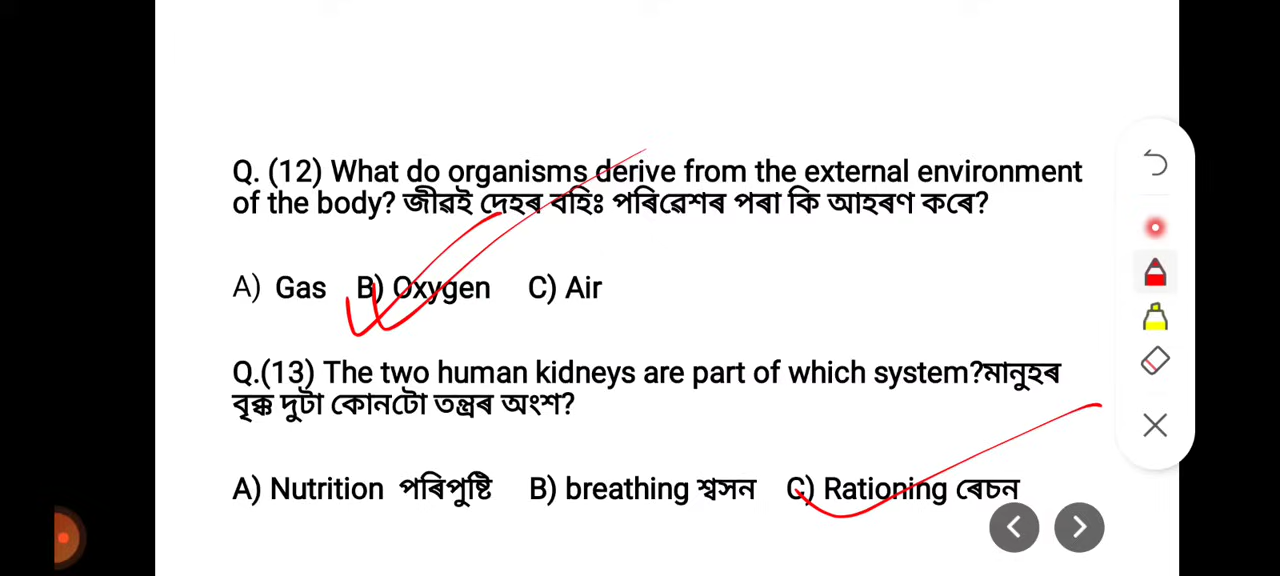 Q. (12) What do organisms derive from the external environment
of the body? জীৱই দেহৰ বহিঃ পৰিৱেশৰ পৰা কি আহৰণ কৰে?
A) Gas B) Oxygen C) Air
Q.(13) The two human kidneys are part of which system?মানুহৰ
বৃক্ক দুটা কোনটো তন্ত্ৰৰ অংশ?
A) Nutrition পৰিপুষ্টি B) breathing শ্বসন C) Rationing ৰেচন